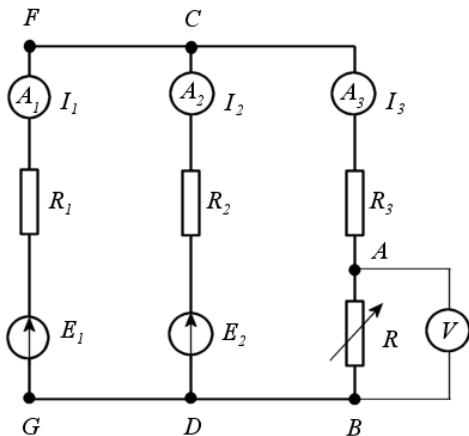 F C
A1 I1 A2 I2 A3 I3
R1 R2 R3
A
E1 E2 R V
G D B